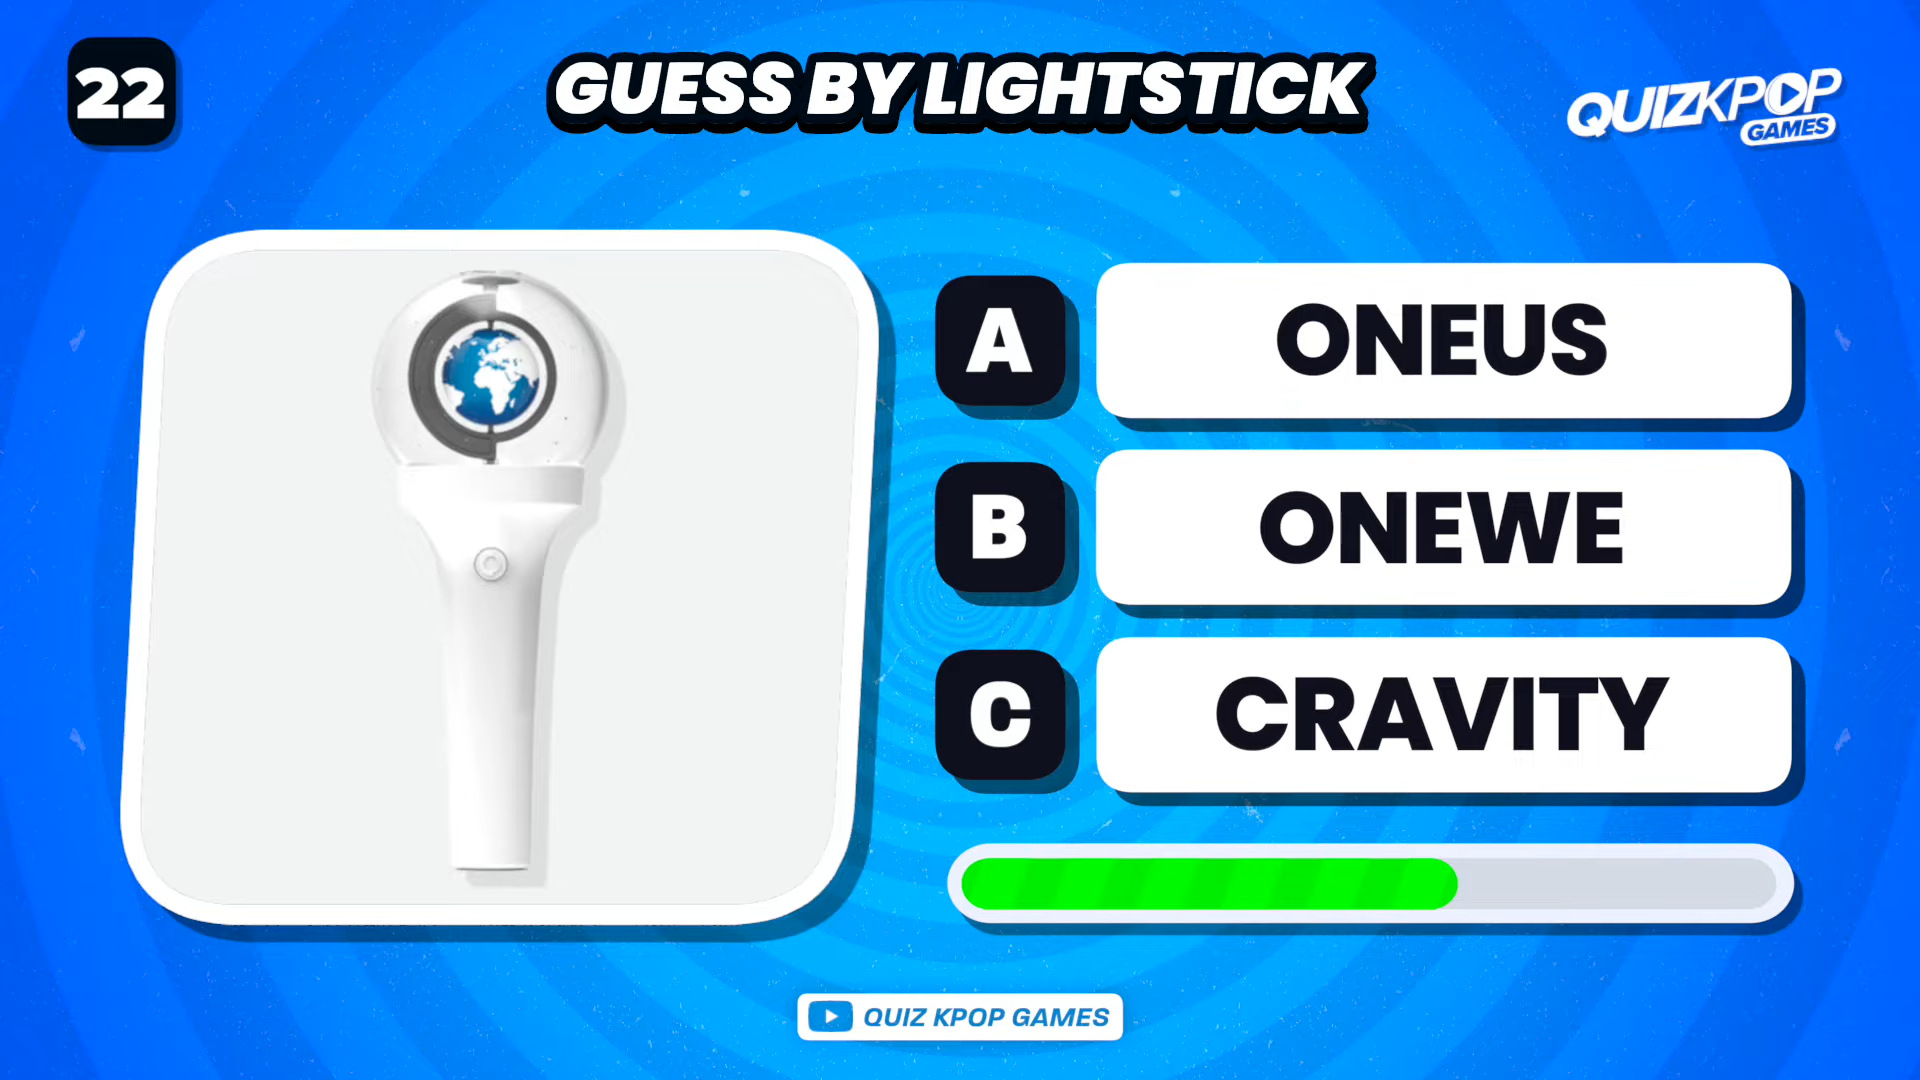 22
GUESS BY LIGHTSTICK
QUIZKPOP
GAMES
A
ONEUS
B
ONEWE
C
CRAVITY
QUIZ KPOP GAMES